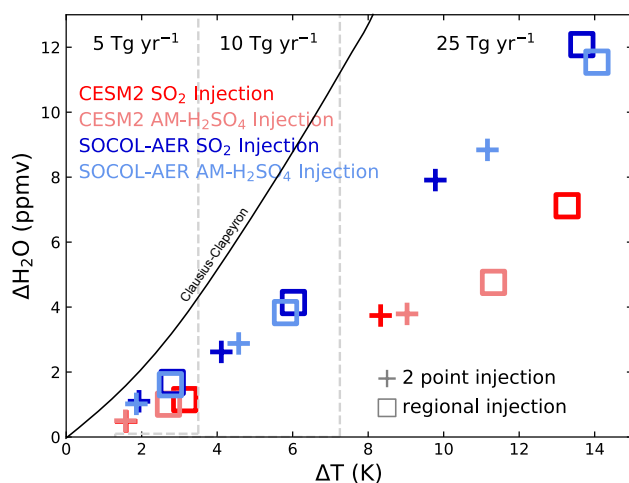 5 Tg yr⁻¹ 10 Tg yr⁻¹ 25 Tg yr⁻¹
CESM2 SO₂ Injection
CESM2 AM-H₂SO₄ Injection
SOCOL-AER SO₂ Injection
SOCOL-AER AM-H₂SO₄ Injection
Clausius-Clapeyron
2 point injection
regional injection
ΔH₂O (ppmv)
12
10
8
6
4
2
0
0 2 4 6 8 10 12 14
ΔT (K)